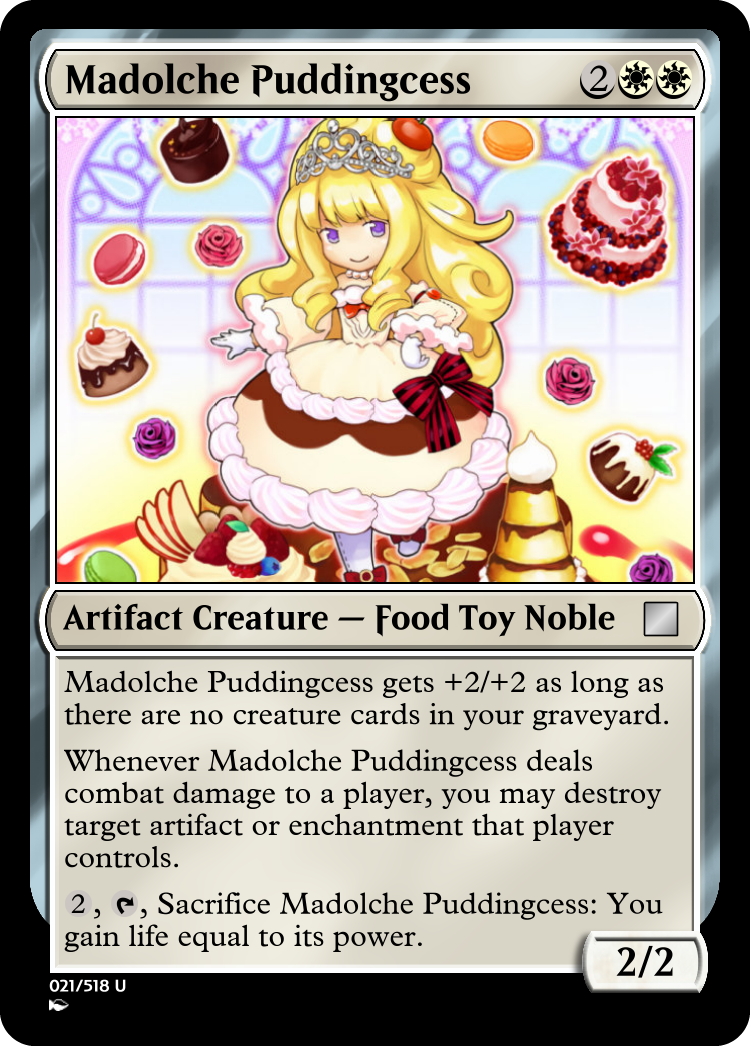 Madolche Puddingcess 2
Artifact Creature — Food Toy Noble
Madolche Puddingcess gets +2/+2 as long as
there are no creature cards in your graveyard.
Whenever Madolche Puddingcess deals
combat damage to a player, you may destroy
target artifact or enchantment that player
controls.
2, , Sacrifice Madolche Puddingcess: You
gain life equal to its power.
2/2
021/518 U